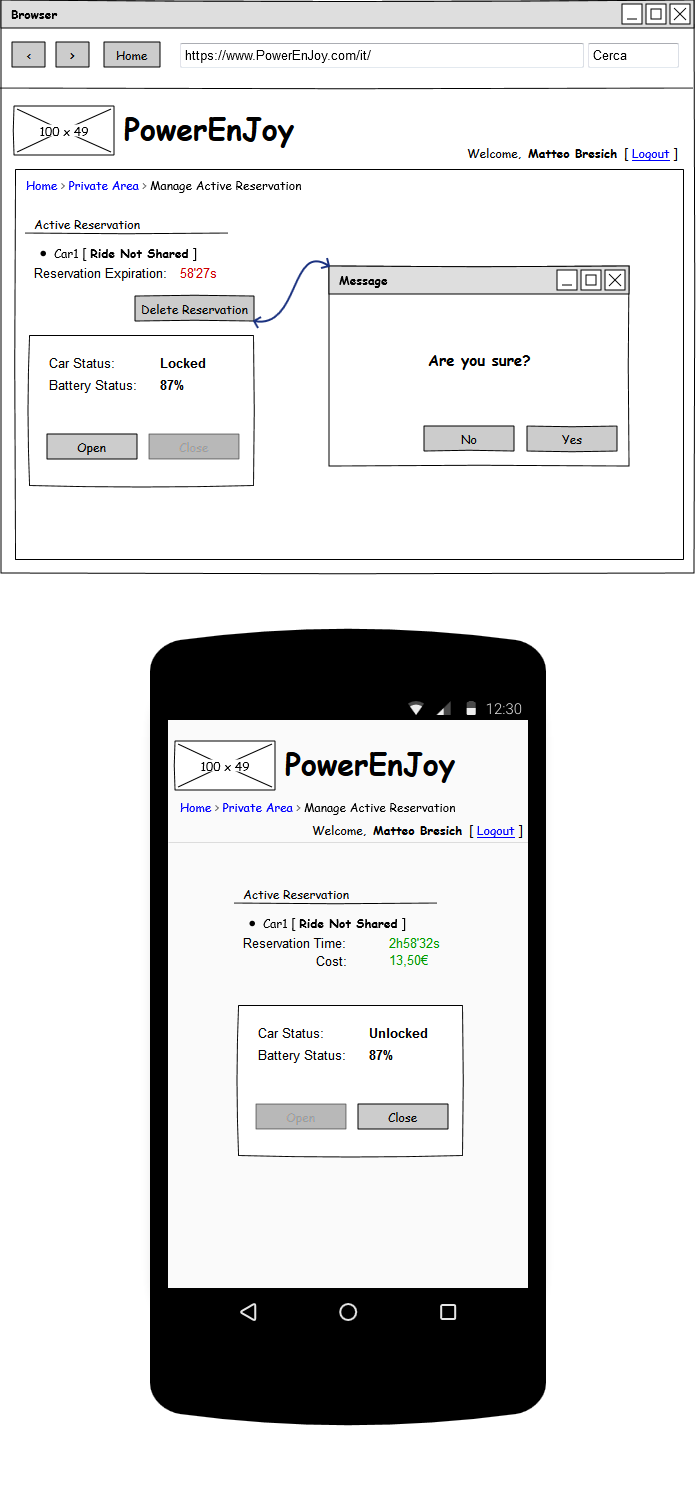 Browser
‹ › Home https://www.PowerEnJoy.com/it/ Cerca
100 x 49 PowerEnJoy
Welcome, Matteo Bresich [ Logout ]
Home › Private Area › Manage Active Reservation
Active Reservation
• Car1 [ Ride Not Shared ]
Reservation Expiration: 58'27s
Delete Reservation
Car Status: Locked
Battery Status: 87%
Open Close
Message
Are you sure?
No Yes
12:30
100 x 49 PowerEnJoy
Home › Private Area › Manage Active Reservation
Welcome, Matteo Bresich [ Logout ]
Active Reservation
• Car1 [ Ride Not Shared ]
Reservation Time: 2h58'32s
Cost: 13,50€
Car Status: Unlocked
Battery Status: 87%
Open Close